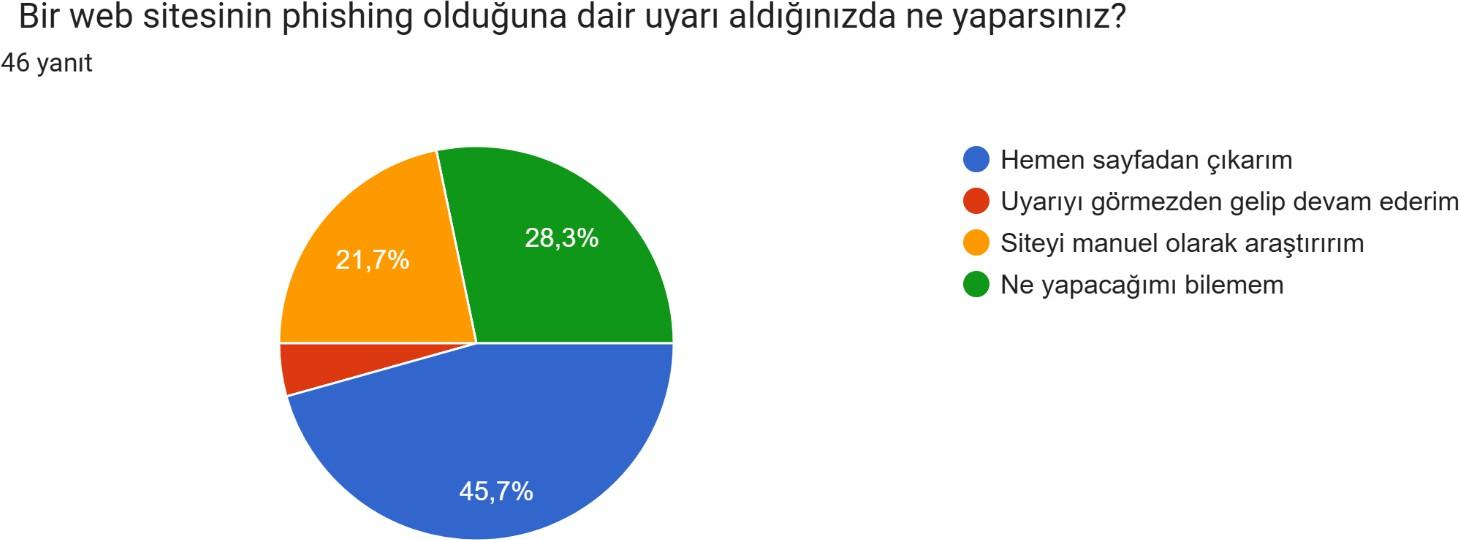 Bir web sitesinin phishing olduğuna dair uyarı aldığınızda ne yaparsınız?
46 yanıt
Hemen sayfadan çıkarım
Uyarıyı görmezden gelip devam ederim
Siteyi manuel olarak araştırırım
Ne yapacağımı bilemem
28,3%
21,7%
45,7%